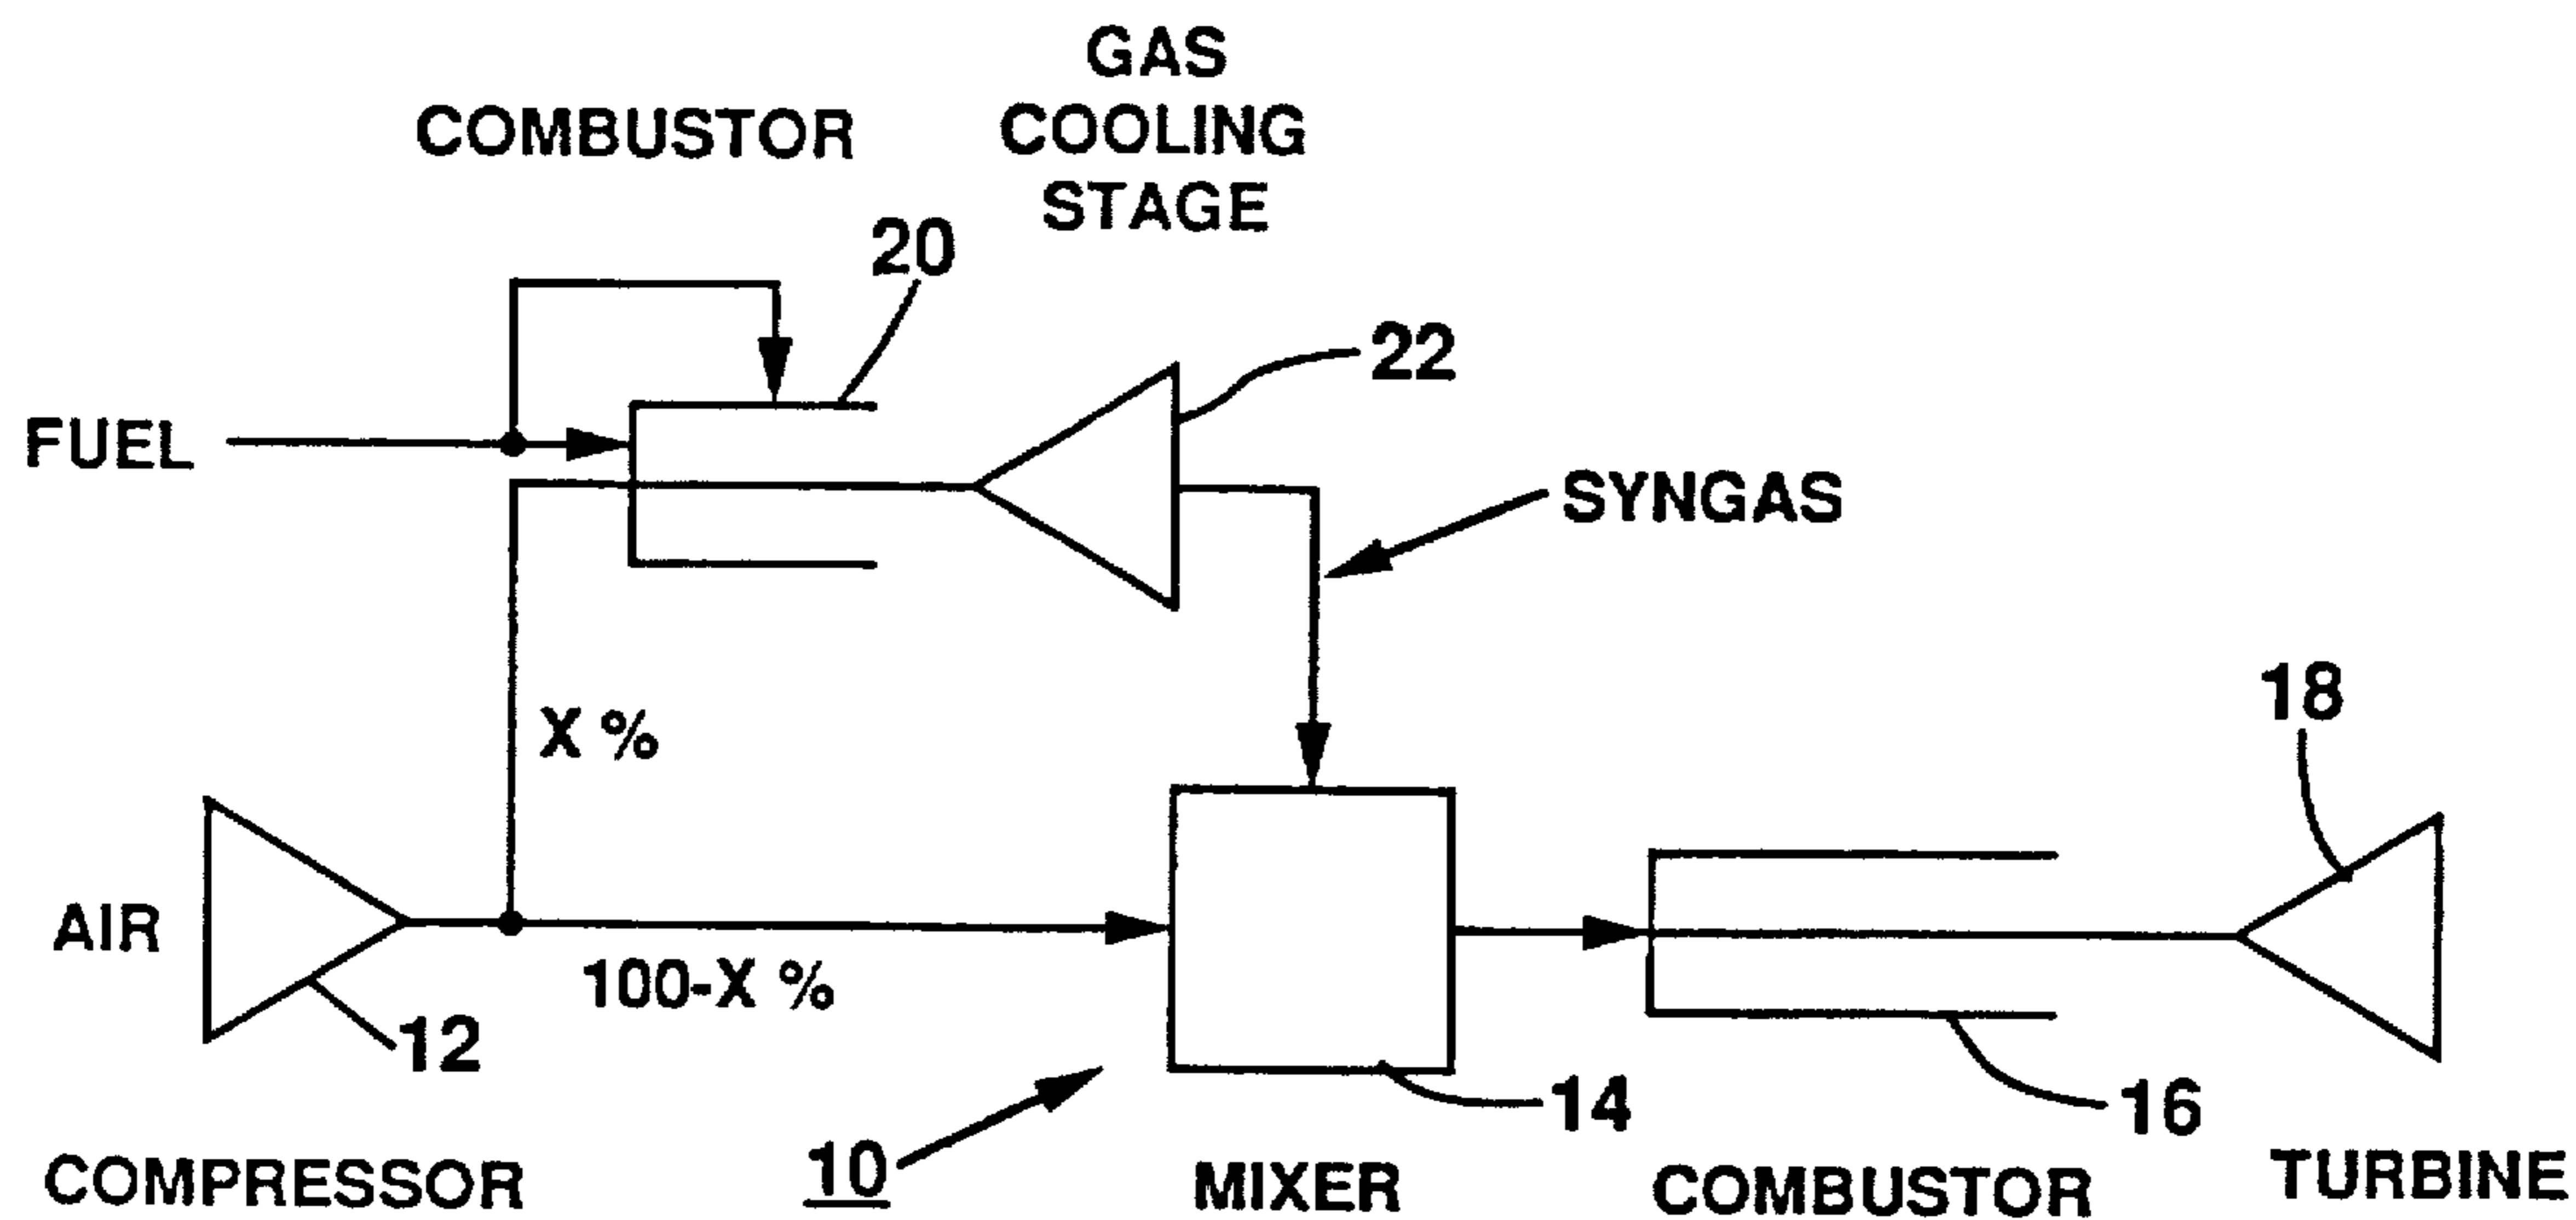 GAS
COOLING
STAGE
COMBUSTOR
20
22
FUEL
SYNGAS
X %
18
AIR
100-X %
12
14
16
10
COMPRESSOR
MIXER
COMBUSTOR
TURBINE